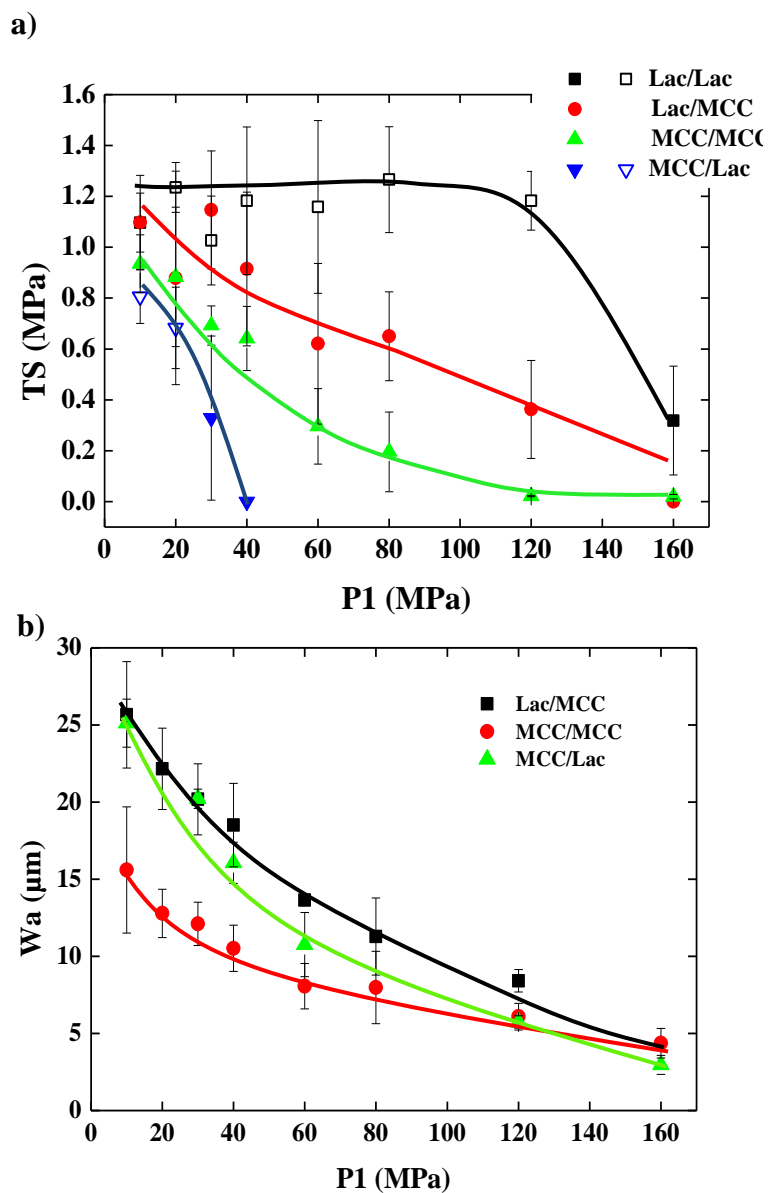 a)
Lac/Lac
Lac/MCC
MCC/MCC
MCC/Lac
1.6
1.4
1.2
1.0
0.8
0.6
0.4
0.2
0.0
TS (MPa)
20 40 60 80 100 120 140 160
P1 (MPa)
b)
30
25
20
15
10
5
0
Wa (μm)
Lac/MCC
MCC/MCC
MCC/Lac
0 20 40 60 80 100 120 140 160
P1 (MPa)